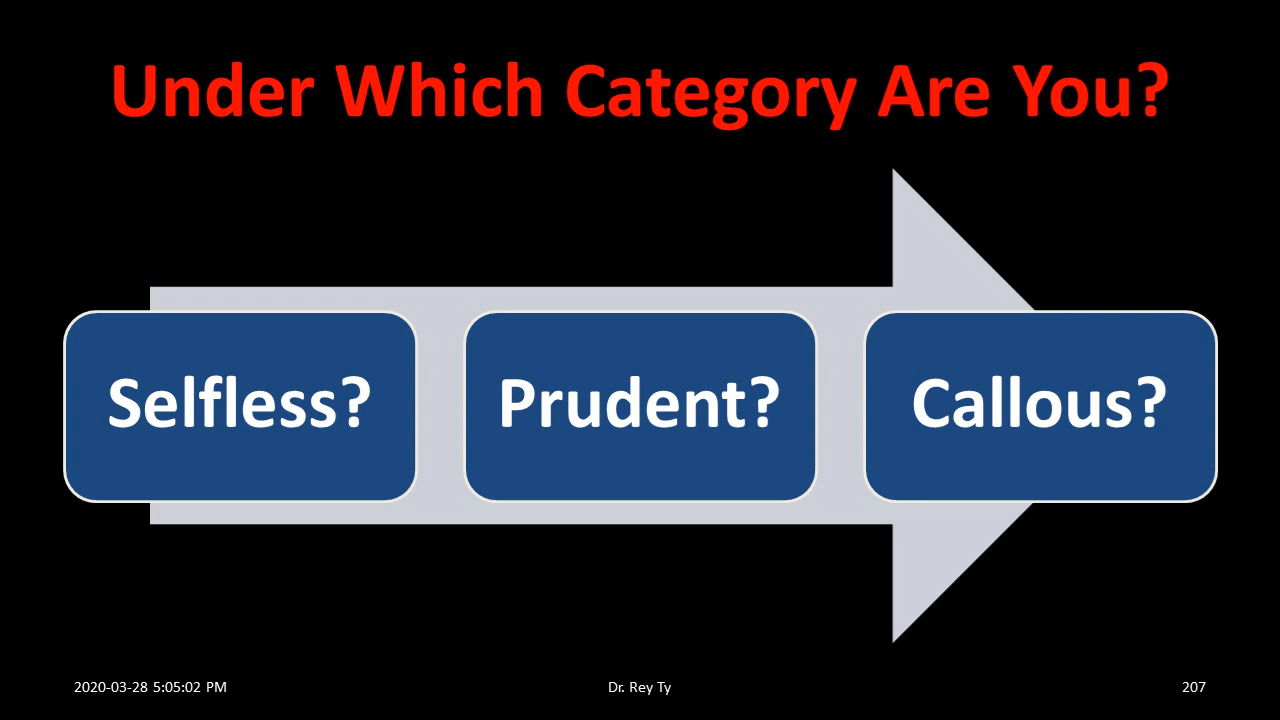 Under Which Category Are You?
Selfless?
Prudent?
Callous?
2020-03-28 5:05:02 PM
Dr. Rey Ty
207